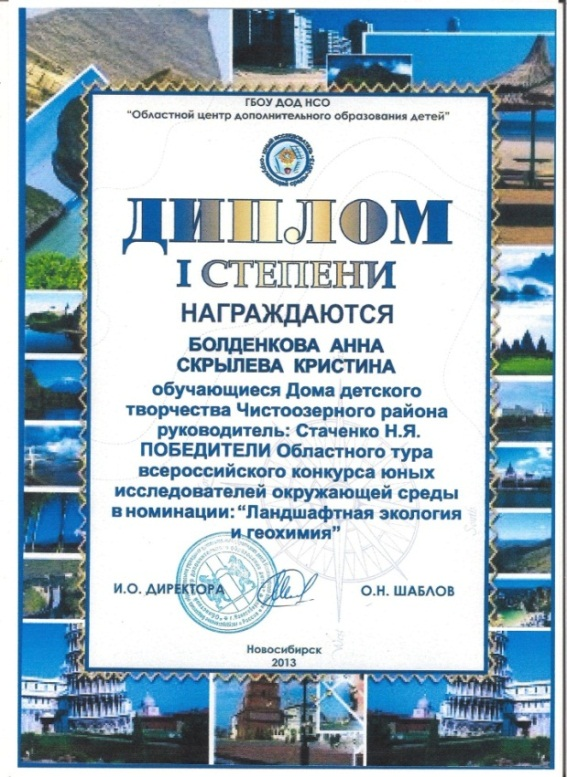 ГБОУ ДОД НСО
"Областной центр дополнительного образования детей"
ДИПЛОМ
I СТЕПЕНИ
НАГРАЖДАЮТСЯ
БОЛДЕНКОВА АННА
СКРЫЛЕВА КРИСТИНА
обучающиеся Дома детского
творчества Чистоозерного района
руководитель: Стаченко Н.Я.
ПОБЕДИТЕЛИ Областного тура
всероссийского конкурса юных
исследователей окружающей среды
в номинации: "Ландшафтная экология
и геохимия"
И.О. ДИРЕКТОРА
О.Н. ШАБЛОВ
Новосибирск
2013